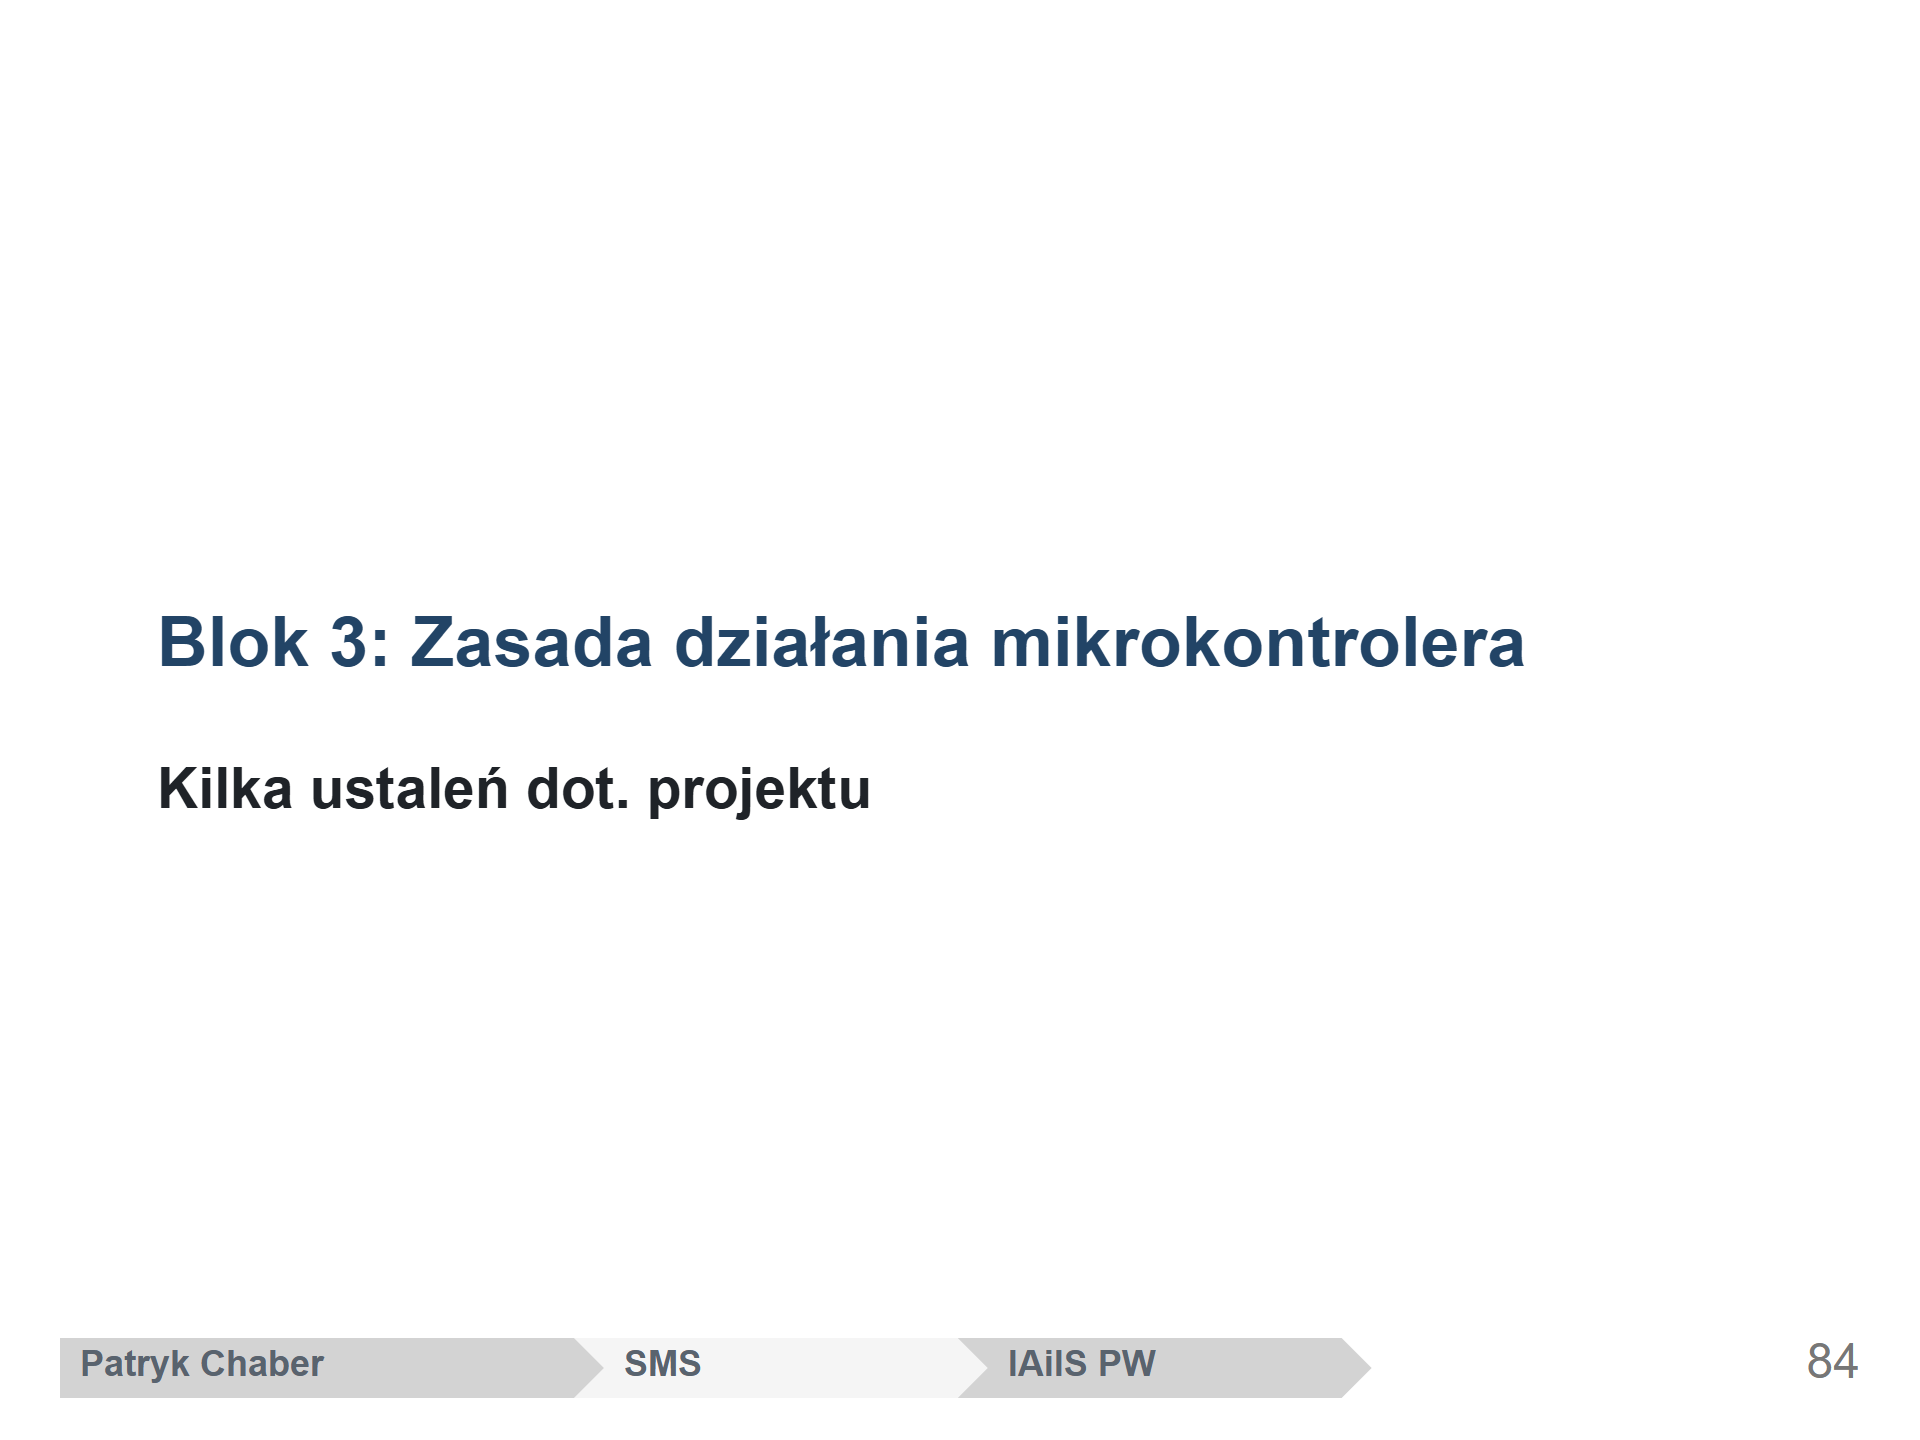 Blok 3: Zasada działania mikrokontrolera
Kilka ustaleń dot. projektu
Patryk Chaber
SMS
IAiIS PW
84